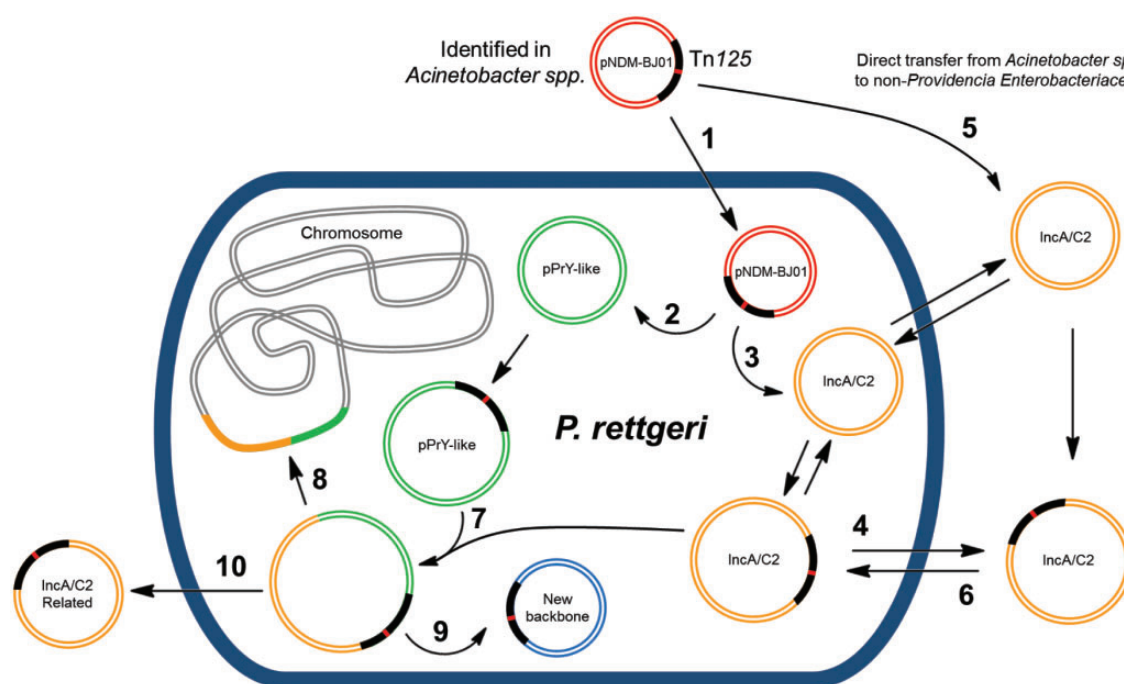 Identified in
Acinetobacter spp.
pNDM-BJ01
Tn125
Direct transfer from Acinetobacter sp
to non-Providencia Enterobacteriace
1
5
Chromosome
pPrY-like
pNDM-BJ01
IncA/C2
2
3
IncA/C2
pPrY-like
P. rettgeri
8
7
4
IncA/C2
IncA/C2
6
10
IncA/C2
Related
New
backbone
9